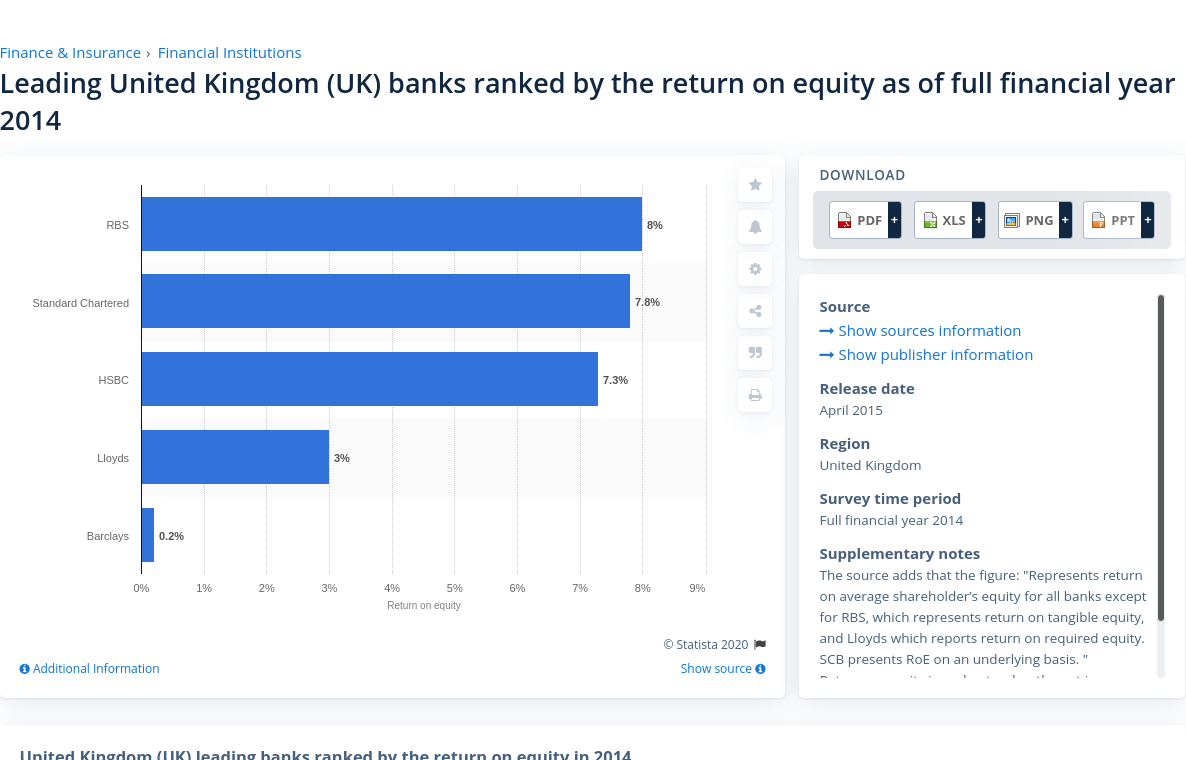 Finance & Insurance › Financial Institutions
Leading United Kingdom (UK) banks ranked by the return on equity as of full financial year
2014
RBS
8%
Standard Chartered
7.8%
HSBC
7.3%
Lloyds
3%
Barclays
0.2%
0% 1% 2% 3% 4% 5% 6% 7% 8% 9%
Return on equity
© Statista 2020
Additional Information
Show source
DOWNLOAD
PDF + XLS + PNG + PPT +
Source
Show sources information
Show publisher information
Release date
April 2015
Region
United Kingdom
Survey time period
Full financial year 2014
Supplementary notes
The source adds that the figure: "Represents return
on average shareholder’s equity for all banks except
for RBS, which represents return on tangible equity,
and Lloyds which reports return on required equity.
SCB presents RoE on an underlying basis. "
United Kingdom (UK) leading banks ranked by the return on equity in 2014